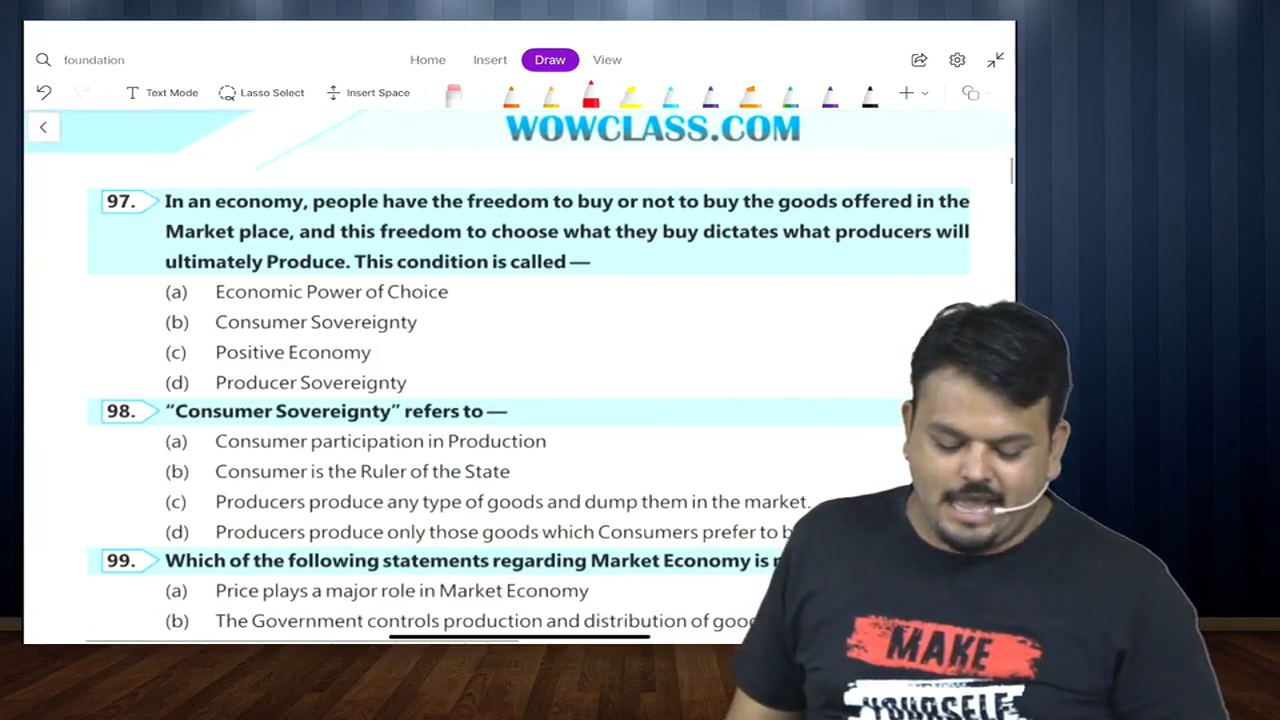 foundation
Home Insert Draw View
Text Mode Lasso Select Insert Space
WOWCLASS.COM
97. In an economy, people have the freedom to buy or not to buy the goods offered in the
Market place, and this freedom to choose what they buy dictates what producers will
ultimately Produce. This condition is called —
(a) Economic Power of Choice
(b) Consumer Sovereignty
(c) Positive Economy
(d) Producer Sovereignty
98. “Consumer Sovereignty” refers to —
(a) Consumer participation in Production
(b) Consumer is the Ruler of the State
(c) Producers produce any type of goods and dump them in the market.
(d) Producers produce only those goods which Consumers prefer to
99. Which of the following statements regarding Market Economy is
(a) Price plays a major role in Market Economy
(b) The Government controls production and distribution of
MAKE
YOURSELF